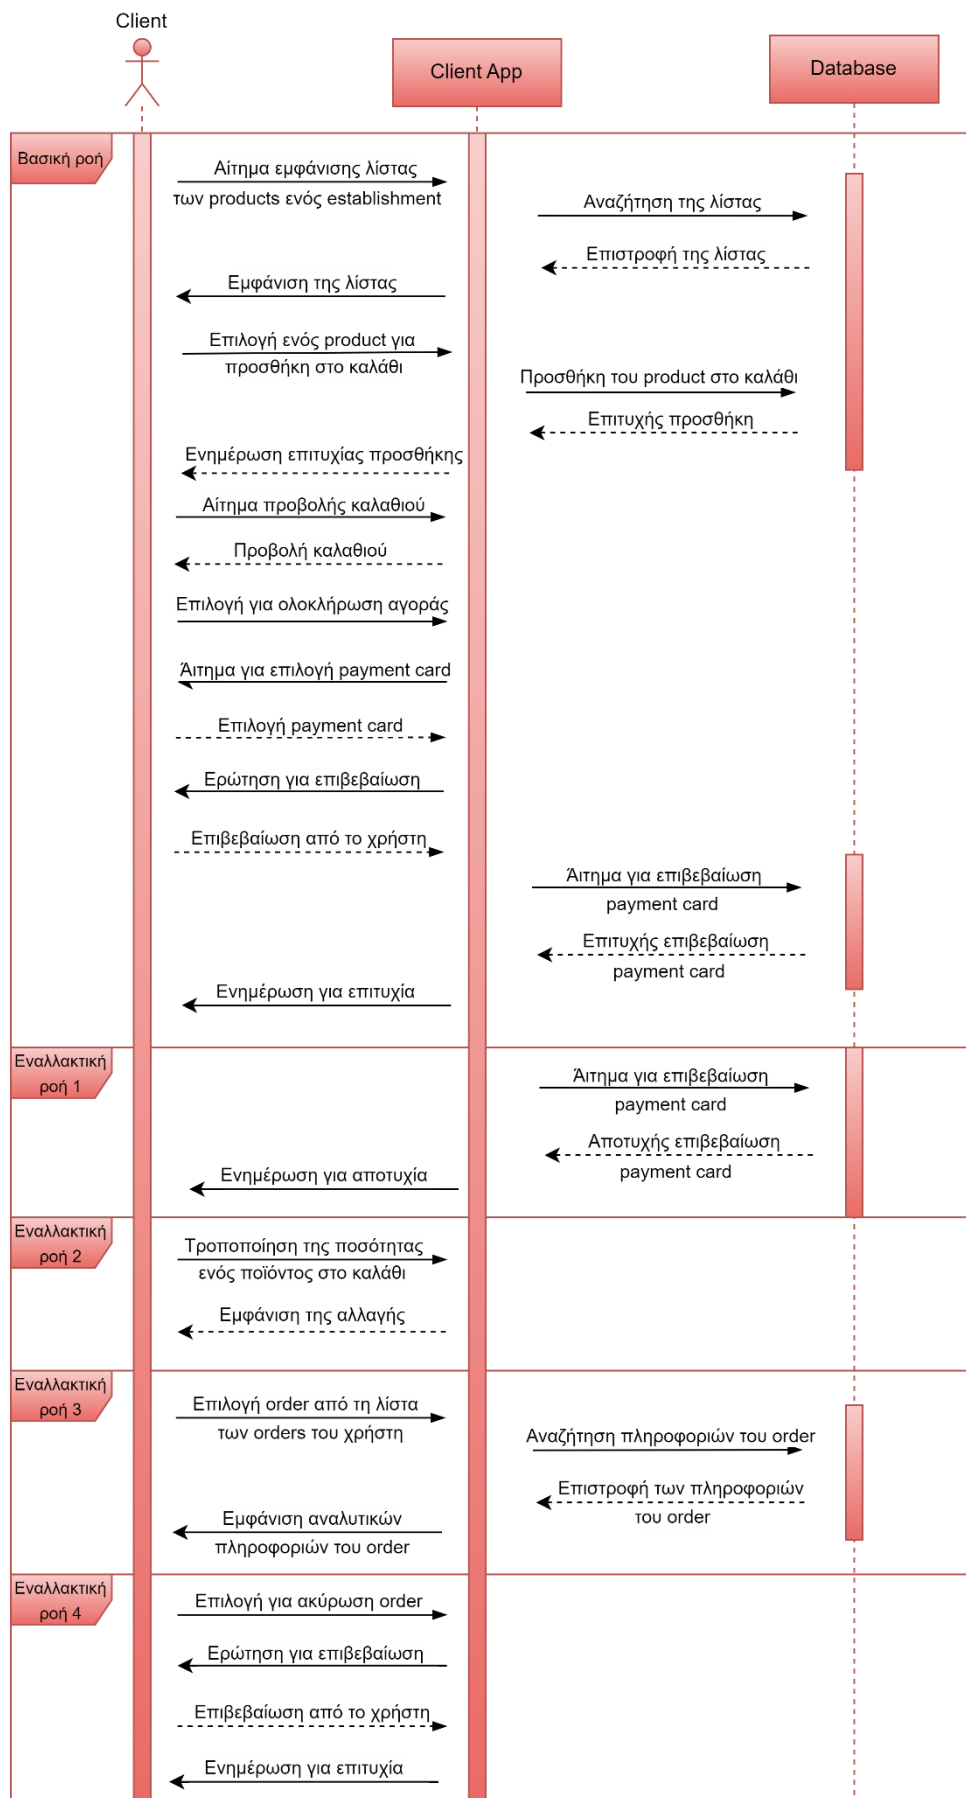 Client
Client App
Database
Βασική ροή
Αίτημα εμφάνισης λίστας
των products ενός establishment
Αναζήτηση της λίστας
Επιστροφή της λίστας
Εμφάνιση της λίστας
Επιλογή ενός product για
προσθήκη στο καλάθι
Προσθήκη του product στο καλάθι
Επιτυχής προσθήκη
Ενημέρωση επιτυχίας προσθήκης
Αίτημα προβολής καλαθιού
Προβολή καλαθιού
Επιλογή για ολοκλήρωση αγοράς
Άιτημα για επιλογή payment card
Επιλογή payment card
Ερώτηση για επιβεβαίωση
Επιβεβαίωση από το χρήστη
Άιτημα για επιβεβαίωση
payment card
Επιτυχής επιβεβαίωση
payment card
Ενημέρωση για επιτυχία
Εναλλακτική
ροή 1
Άιτημα για επιβεβαίωση
payment card
Αποτυχής επιβεβαίωση
payment card
Ενημέρωση για αποτυχία
Εναλλακτική
ροή 2
Τροποποίηση της ποσότητας
ενός ποϊόντος στο καλάθι
Εμφάνιση της αλλαγής
Εναλλακτική
ροή 3
Επιλογή order από τη λίστα
των orders του χρήστη
Αναζήτηση πληροφοριών του order
Επιστροφή των πληροφοριών
του order
Εμφάνιση αναλυτικών
πληροφοριών του order
Εναλλακτική
ροή 4
Επιλογή για ακύρωση order
Ερώτηση για επιβεβαίωση
Επιβεβαίωση από το χρήστη
Ενημέρωση για επιτυχία